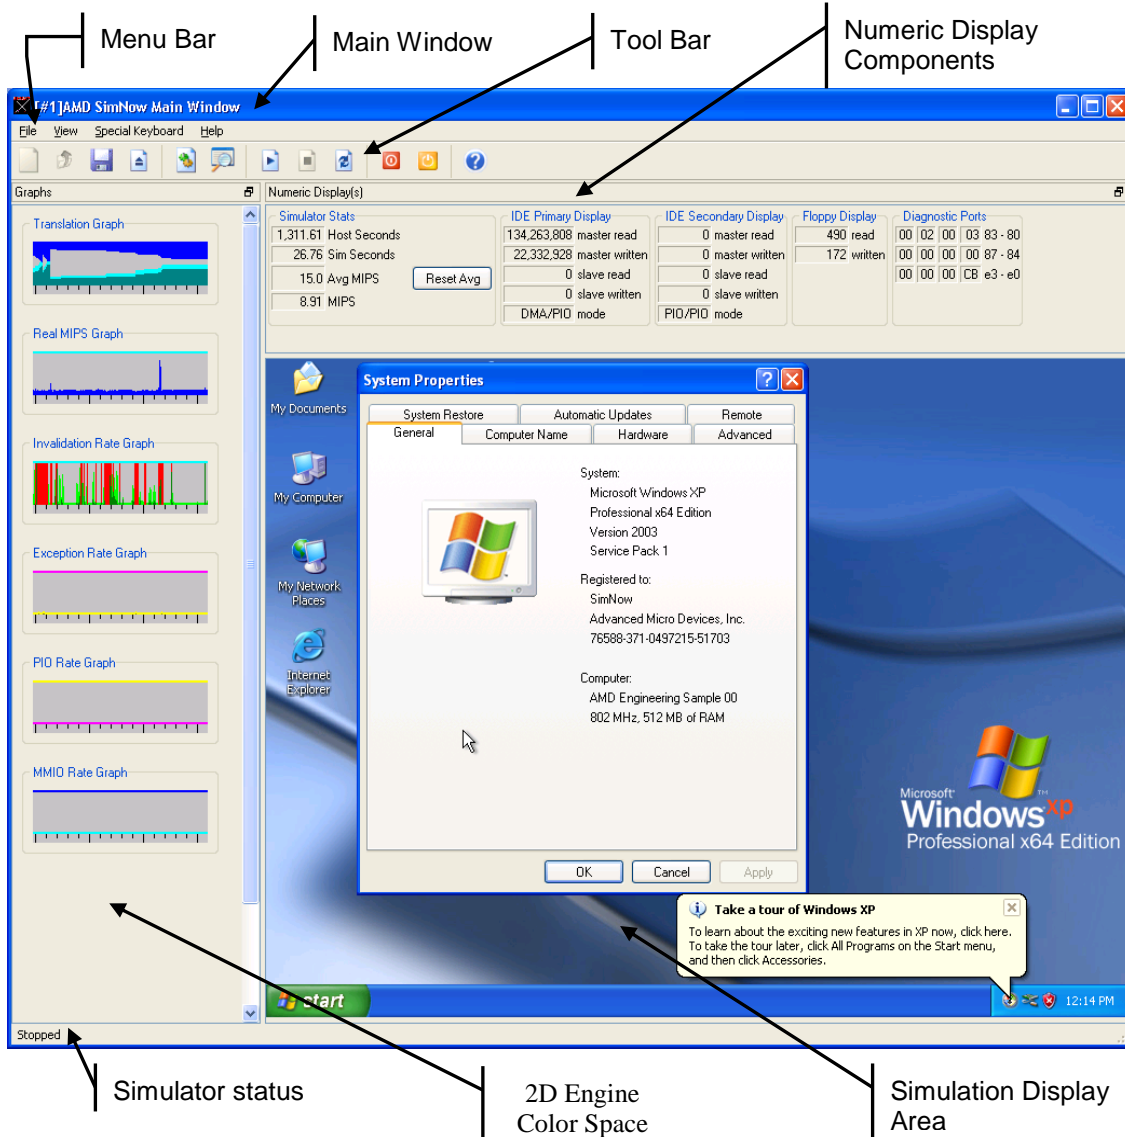 Menu Bar
Main Window
Tool Bar
Numeric Display
Components
[#1]AMD SimNow Main Window
File View Special Keyboard Help
Graphs
Numeric Display(s)
Translation Graph
Real MIPS Graph
Invalidation Rate Graph
Exception Rate Graph
PIO Rate Graph
MMIO Rate Graph
Simulator Stats
1,311.61 Host Seconds
26.76 Sim Seconds
15.0 Avg MIPS
Reset Avg
8.91 MIPS
IDE Primary Display
134,263,808 master read
22,332,928 master written
0 slave read
0 slave written
DMA/PIO mode
IDE Secondary Display
0 master read
0 master written
0 slave read
0 slave written
PIO/PIO mode
Floppy Display
490 read
172 written
Diagnostic Ports
00 02 00 03 83 - 80
00 00 00 00 87 - 84
00 00 00 CB e3 - e0
My Documents
My Computer
My Network
Places
Internet
Explorer
System Properties
System Restore Automatic Updates Remote
General Computer Name Hardware Advanced
System:
Microsoft Windows XP
Professional x64 Edition
Version 2003
Service Pack 1
Registered to:
SimNow
Advanced Micro Devices, Inc.
76588-371-0497215-51703
Computer:
AMD Engineering Sample 00
802 MHz, 512 MB of RAM
OK Cancel Apply
Microsoft
Windows xp
Professional x64 Edition
Take a tour of Windows XP
To learn about the exciting new features in XP now, click here.
To take the tour later, click All Programs on the Start menu,
and then click Accessories.
start
12:14 PM
Stopped
Simulator status
2D Engine
Color Space
Simulation Display
Area